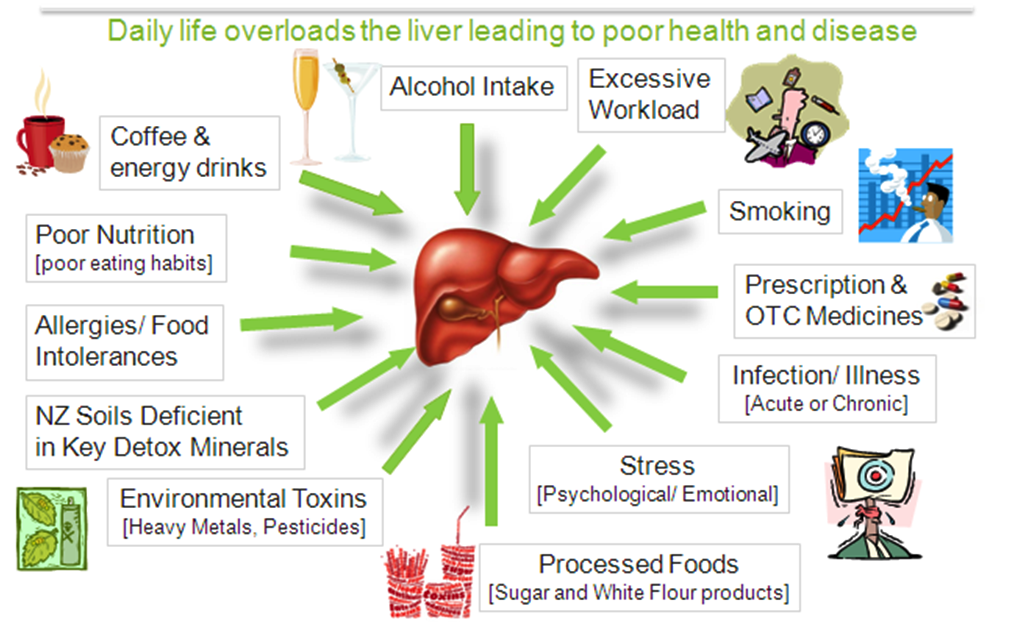 Daily life overloads the liver leading to poor health and disease
Alcohol Intake
Excessive
Workload
Coffee &
energy drinks
Smoking
Poor Nutrition
[poor eating habits]
Prescription &
OTC Medicines
Allergies/ Food
Intolerances
Infection/ Illness
[Acute or Chronic]
NZ Soils Deficient
in Key Detox Minerals
Stress
[Psychological/ Emotional]
Environmental Toxins
[Heavy Metals, Pesticides]
Processed Foods
[Sugar and White Flour products]
sugar
toxins